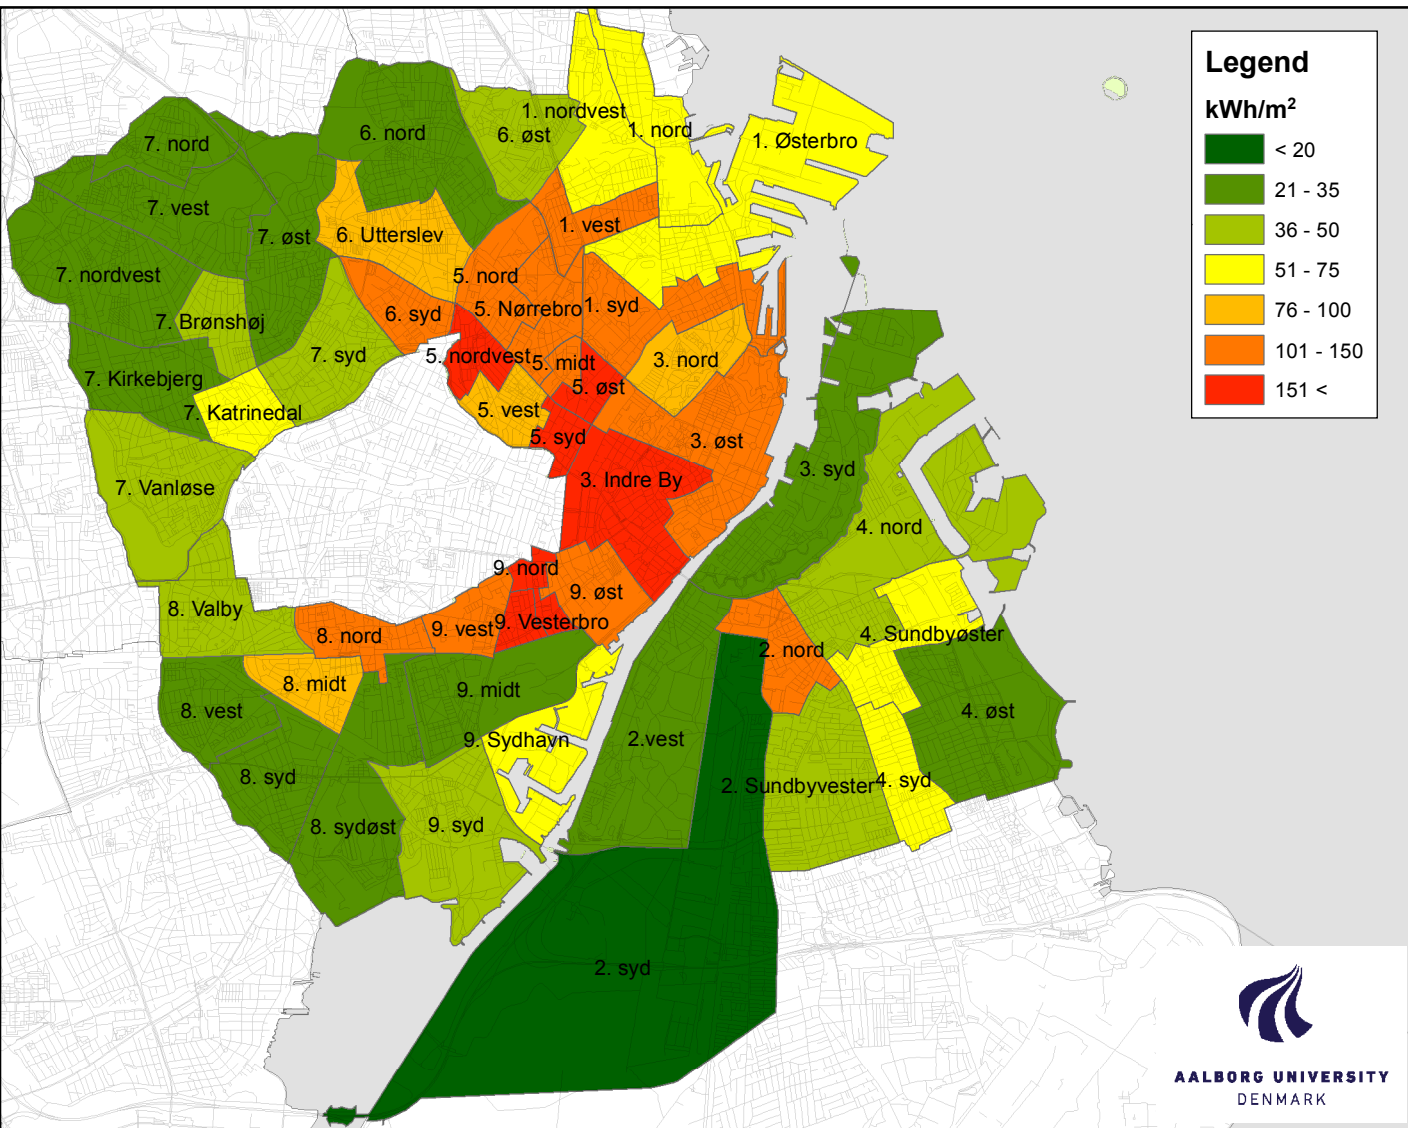 Legend
kWh/m²
< 20
21 - 35
36 - 50
51 - 75
76 - 100
101 - 150
151 <
1. nordvest
1. nord
6. nord
6. øst
1. Østerbro
7. nord
7. vest
1. vest
7. øst
6. Utterslev
7. nordvest
5. nord
1. syd
5. Nørrebro
6. syd
7. Brønshøj
7. syd
5. nordvest
5. midt
3. nord
7. Kirkebjerg
5. øst
7. Katrinedal
5. vest
5. syd
3. øst
3. syd
3. Indre By
7. Vanløse
4. nord
9. nord
9. øst
8. Valby
9. Vesterbro
9. vest
8. nord
4. Sundbyøster
2. nord
8. midt
9. midt
8. vest
4. øst
9. Sydhavn
2.vest
8. syd
2. Sundbyvester
4. syd
8. sydøst
9. syd
2. syd
AALBORG UNIVERSITY
DENMARK